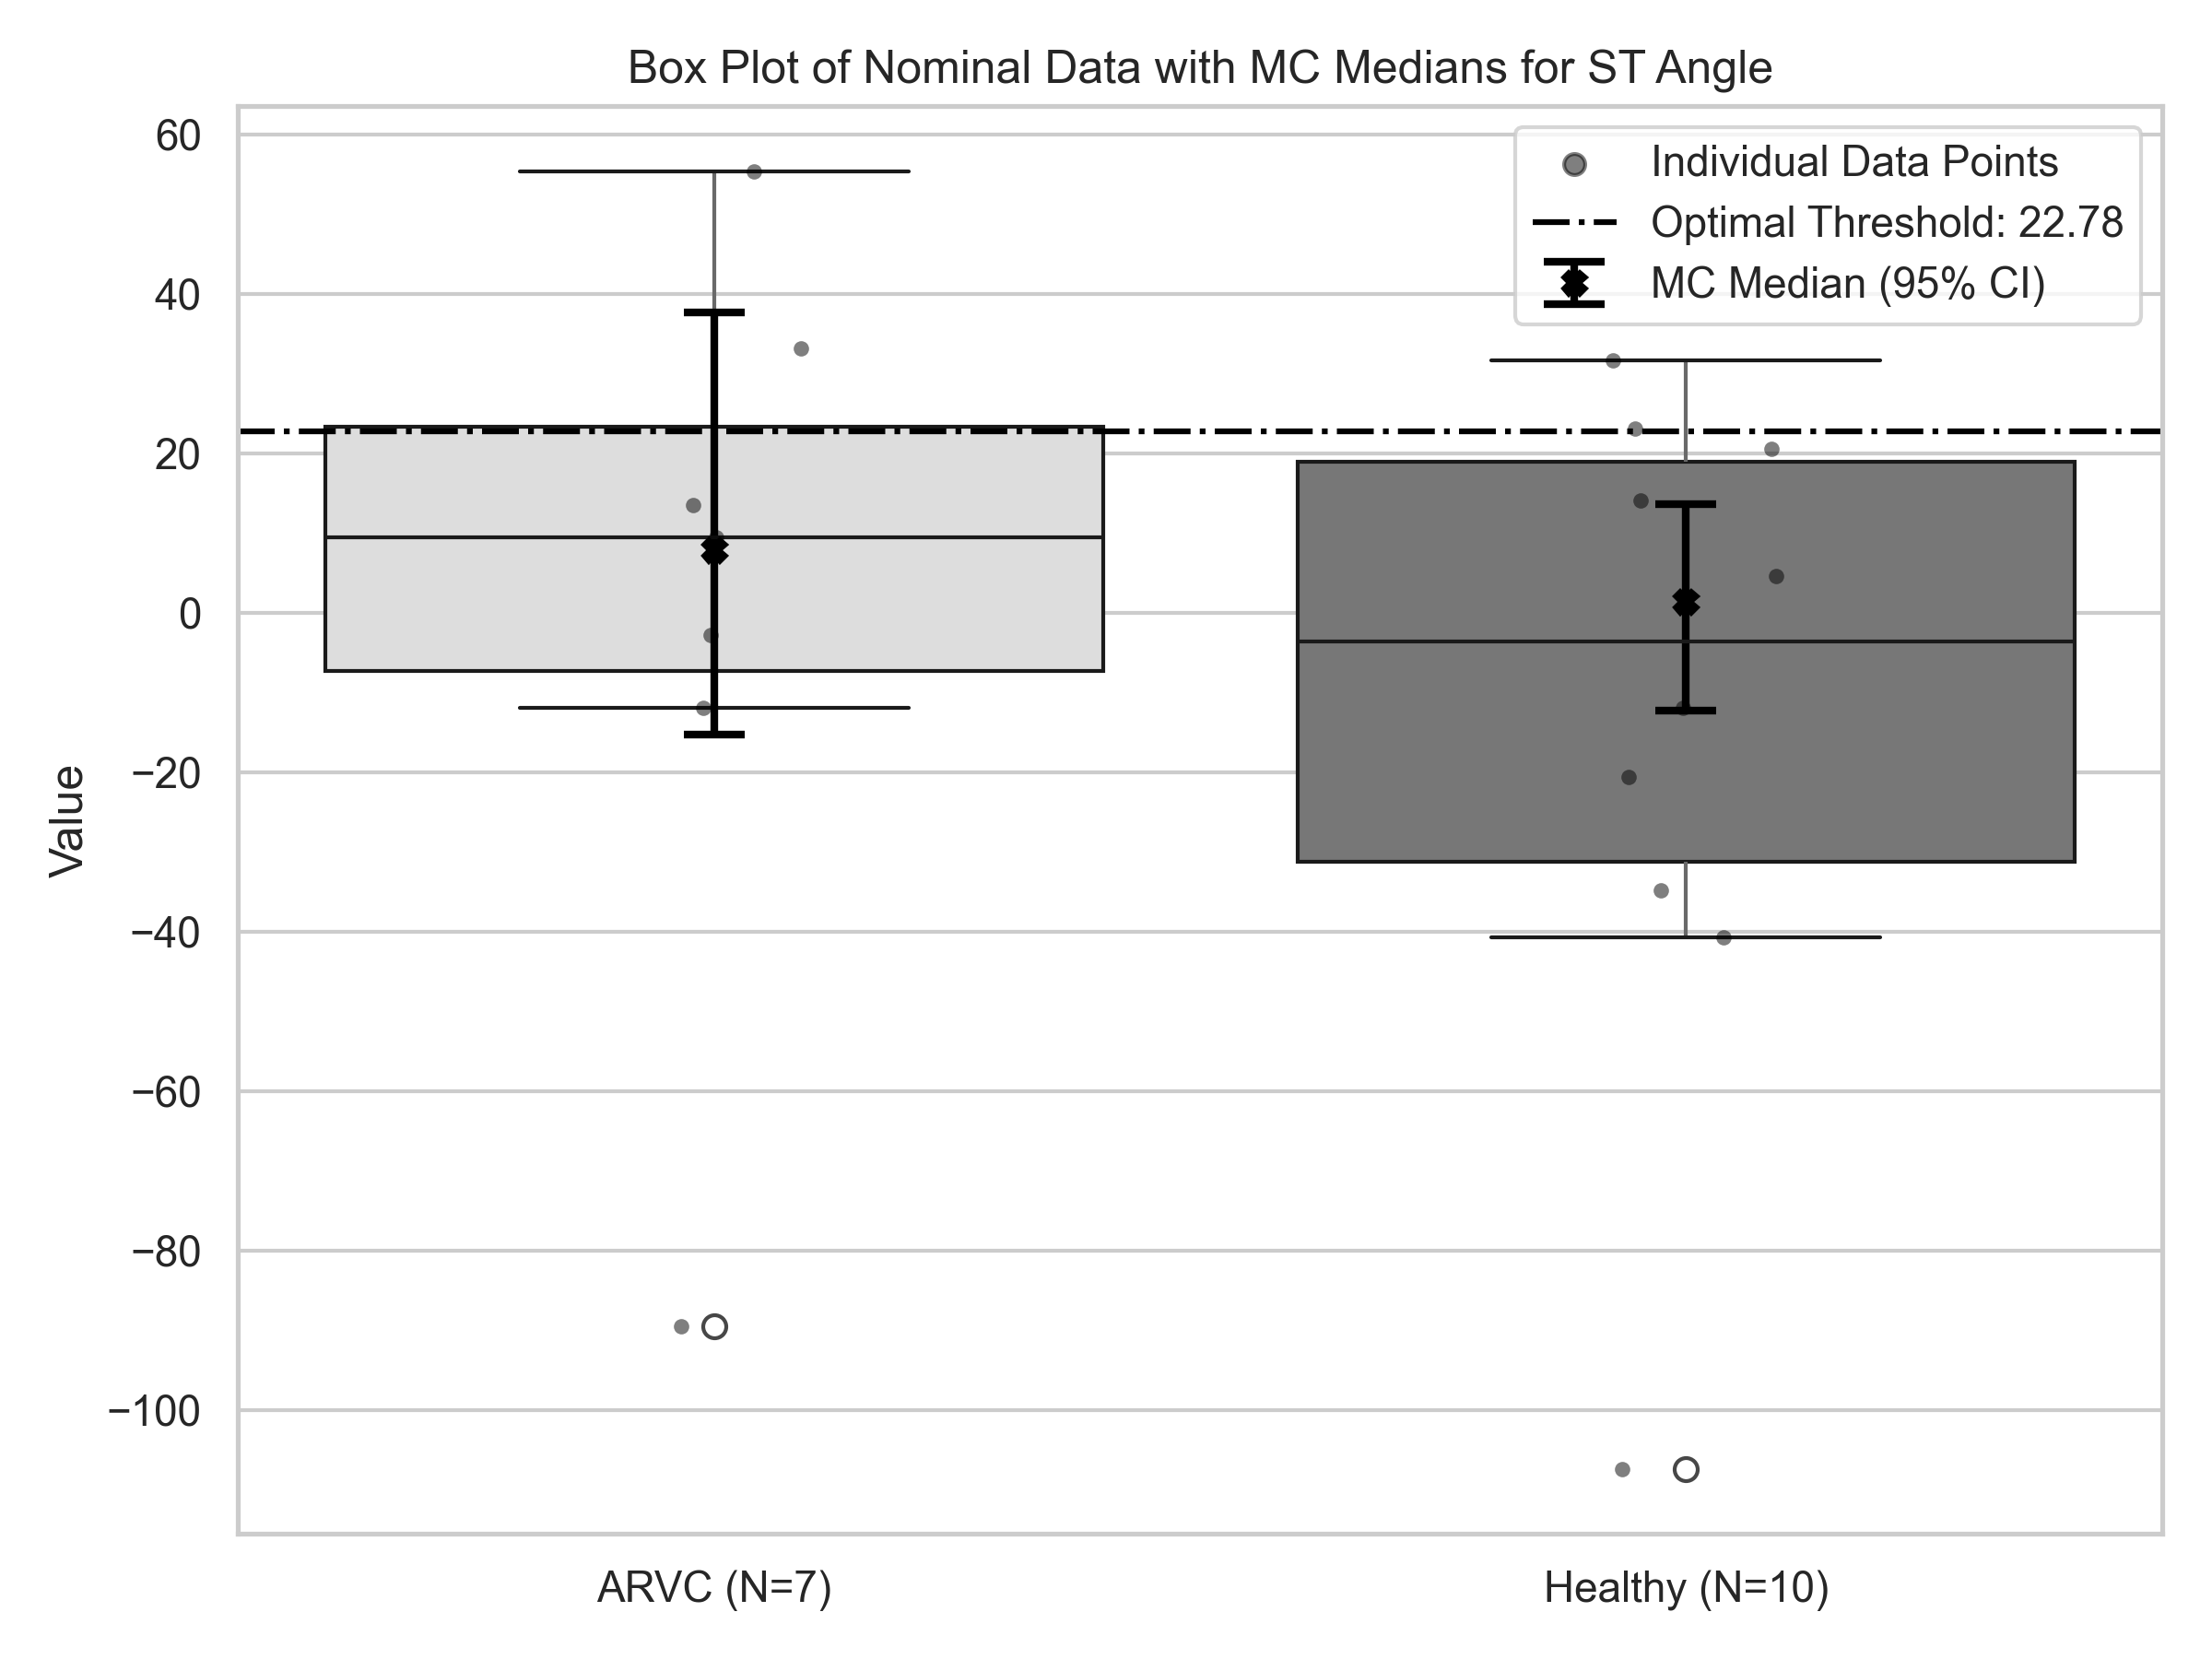 Box Plot of Nominal Data with MC Medians for ST Angle
60
40
20
0
−20
−40
−60
−80
−100
Value
Individual Data Points
Optimal Threshold: 22.78
MC Median (95% CI)
ARVC (N=7)
Healthy (N=10)